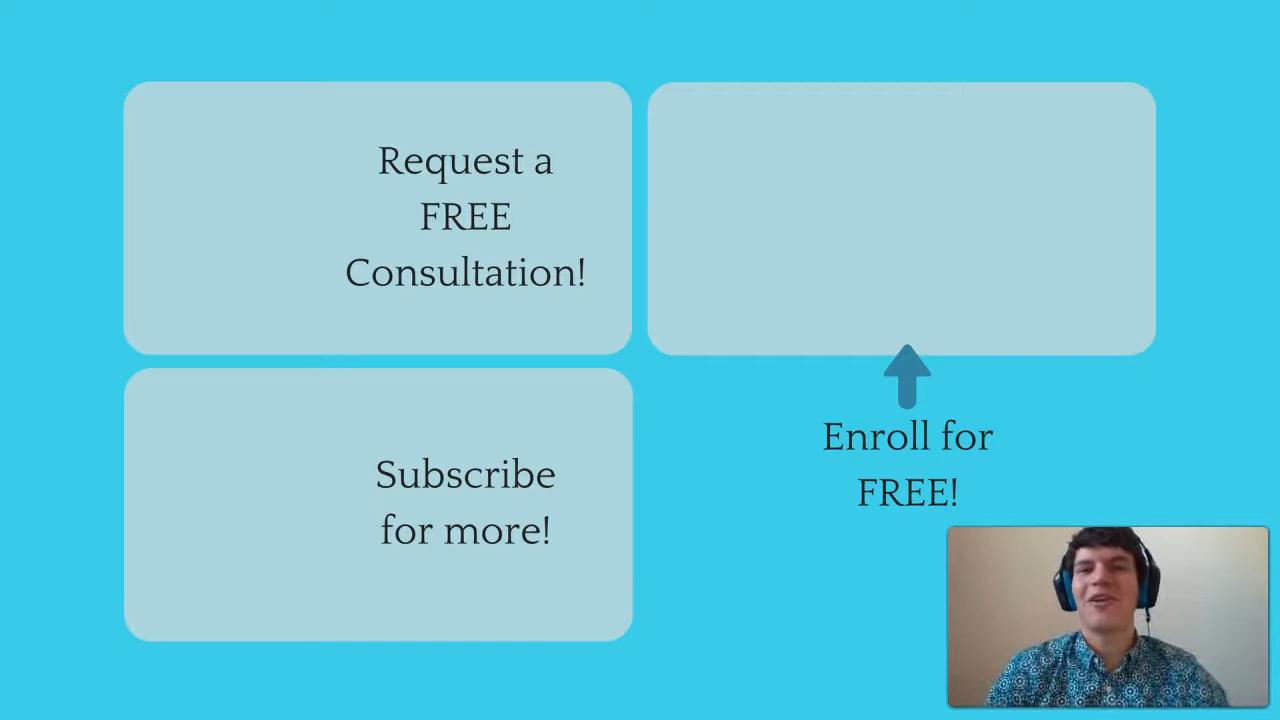 Request a
FREE
Consultation!
Subscribe
for more!
Enroll for
FREE!